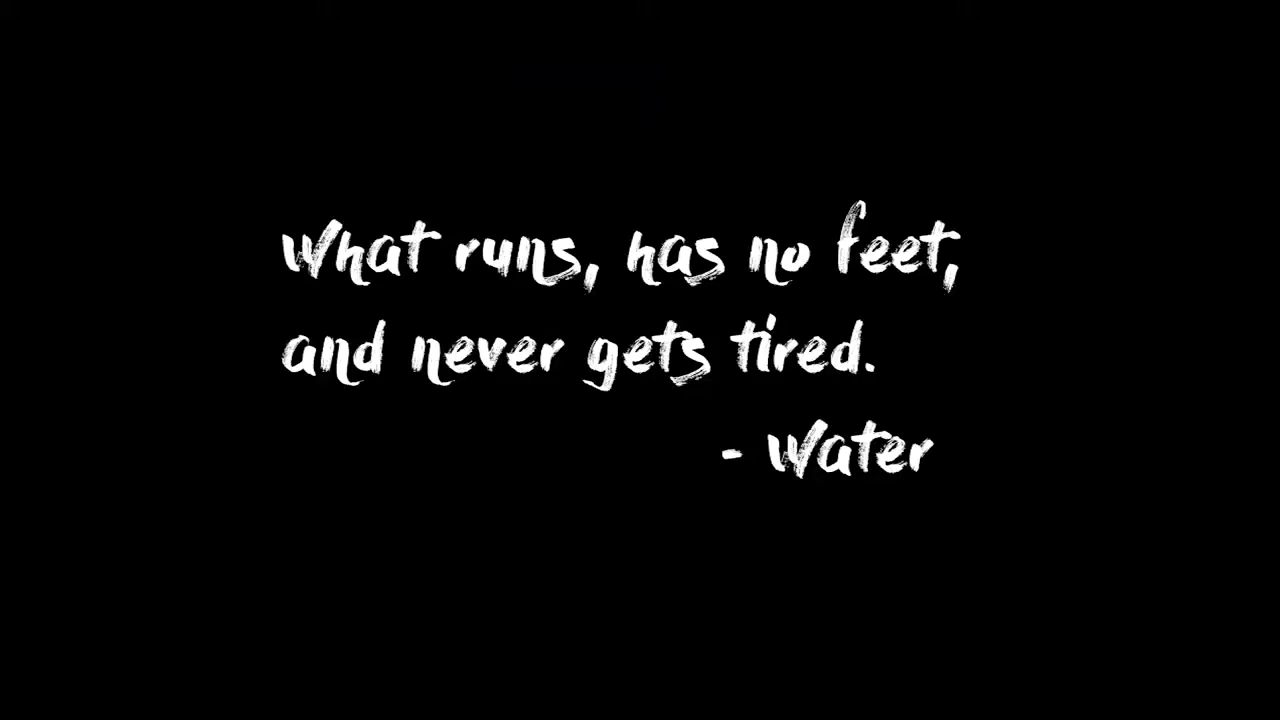 What runs, has no feet,
and never gets tired.
- Water